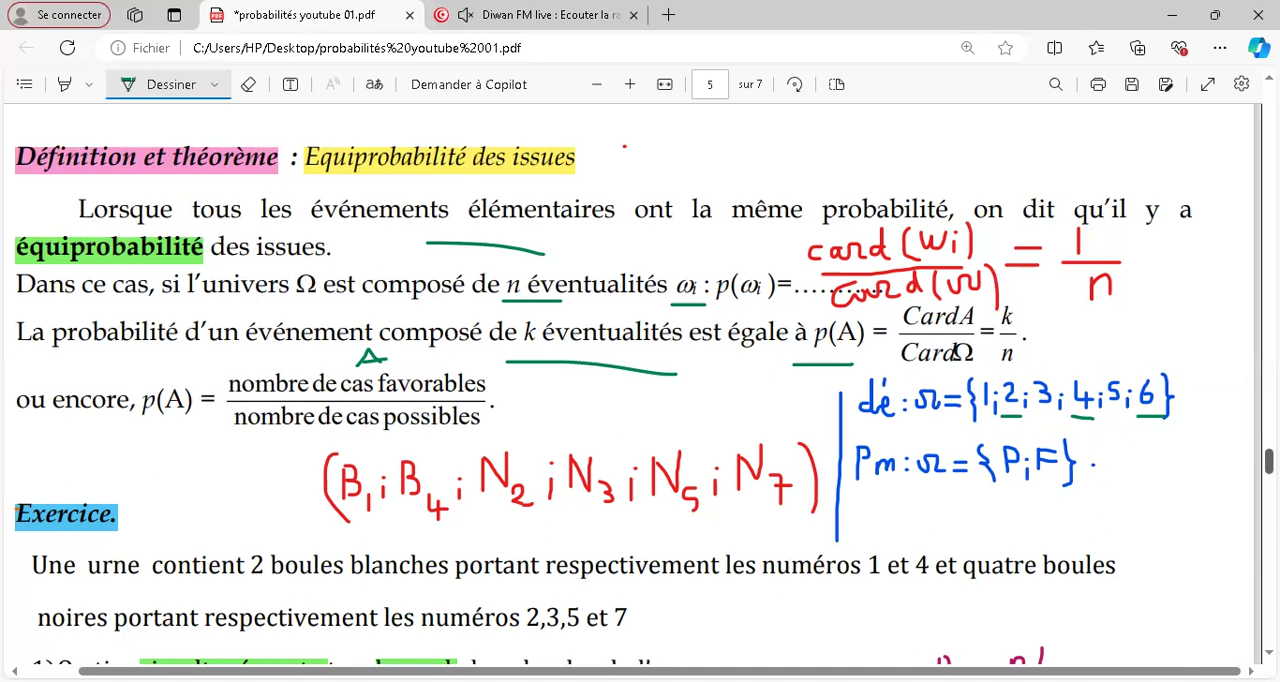 Se connecter
*probabilités youtube 01.pdf
Diwan FM live : Ecouter la ra
Fichier C:/Users/HP/Desktop/probabilités%20youtube%2001.pdf
Dessiner
Demander à Copilot
5 sur 7
Définition et théorème : Equiprobabilité des issues
Lorsque tous les événements élémentaires ont la même probabilité, on dit qu'il y a
équiprobabilité des issues.
card(wi) / card(Ω) = 1/n
Dans ce cas, si l'univers Ω est composé de n éventualités ωi : p(ωi)=............
La probabilité d'un événement composé de k éventualités est égale à p(A) = CardA / CardΩ = k/n .
A
ou encore, p(A) = nombre de cas favorables / nombre de cas possibles .
dé : Ω = {1;2;3;4;5;6}
Pm : Ω = {P;F} .
(B1; B4; N2; N3; N5; N7)
Exercice.
Une urne contient 2 boules blanches portant respectivement les numéros 1 et 4 et quatre boules
noires portant respectivement les numéros 2,3,5 et 7